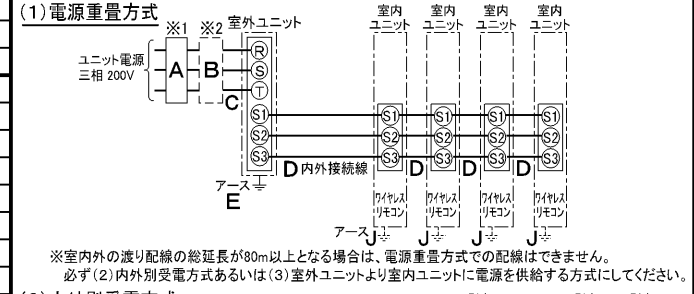 (1)電源重畳方式
※1 ※2 室外ユニット
室内ユニット 室内ユニット 室内ユニット 室内ユニット
ユニット電源
三相 200V
A B C
R
S
T
S1 S1 S1 S1 S1
S2 S2 S2 S2 S2
S3 S3 S3 S3 S3
D 内外接続線 D D D
アース
E
ワイヤレスリモコン ワイヤレスリモコン ワイヤレスリモコン ワイヤレスリモコン
アース J J J J
※室内外の渡り配線の総延長が80m以上となる場合は、電源重畳方式での配線はできません。
必ず(2)内外別受電方式あるいは(3)室外ユニットより室内ユニットに電源を供給する方式にしてください。